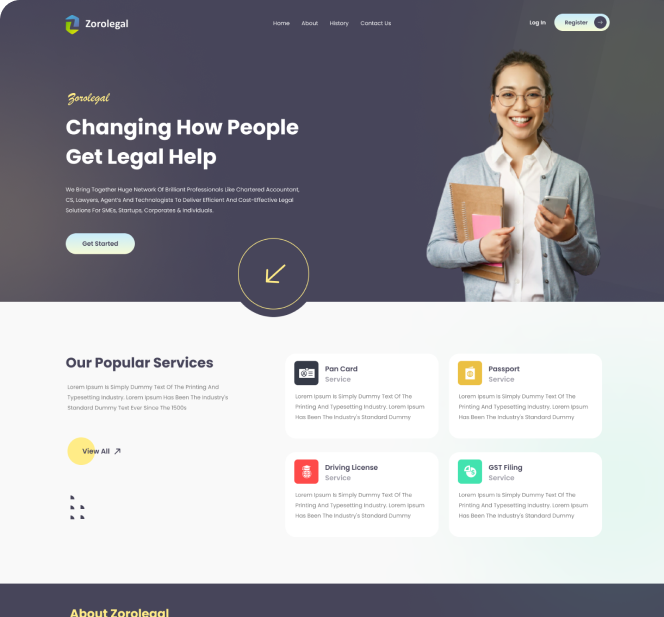 Zorolegal
Home About History Contact Us
Log In
Register
Zorolegal
Changing How People
Get Legal Help
We Bring Together Huge Network Of Brilliant Professionals Like Chartered Accountant,
CS, Lawyers, Agent's And Technologists To Deliver Efficient And Cost-Effective Legal
Solutions For SMEs, Startups, Corporates & Individuals.
Get Started
Our Popular Services
Lorem Ipsum Is Simply Dummy Text Of The Printing And
Typesetting Industry. Lorem Ipsum Has Been The Industry's
Standard Dummy Text Ever Since The 1500s
View All
Pan Card
Service
Lorem Ipsum Is Simply Dummy Text Of The
Printing And Typesetting Industry. Lorem Ipsum
Has Been The Industry's Standard Dummy
Passport
Service
Lorem Ipsum Is Simply Dummy Text Of The
Printing And Typesetting Industry. Lorem Ipsum
Has Been The Industry's Standard Dummy
Driving License
Service
Lorem Ipsum Is Simply Dummy Text Of The
Printing And Typesetting Industry. Lorem Ipsum
Has Been The Industry's Standard Dummy
GST Filing
Service
Lorem Ipsum Is Simply Dummy Text Of The
Printing And Typesetting Industry. Lorem Ipsum
Has Been The Industry's Standard Dummy
About Zorolegal